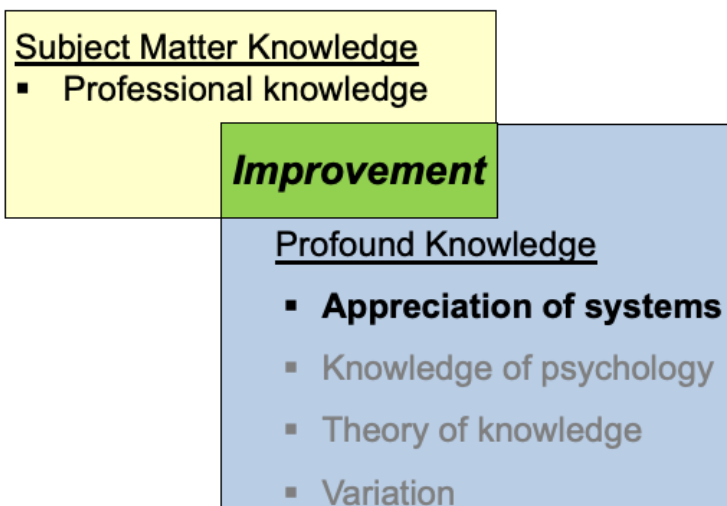 Subject Matter Knowledge
▪ Professional knowledge
Improvement
Profound Knowledge
▪ Appreciation of systems
▪ Knowledge of psychology
▪ Theory of knowledge
▪ Variation